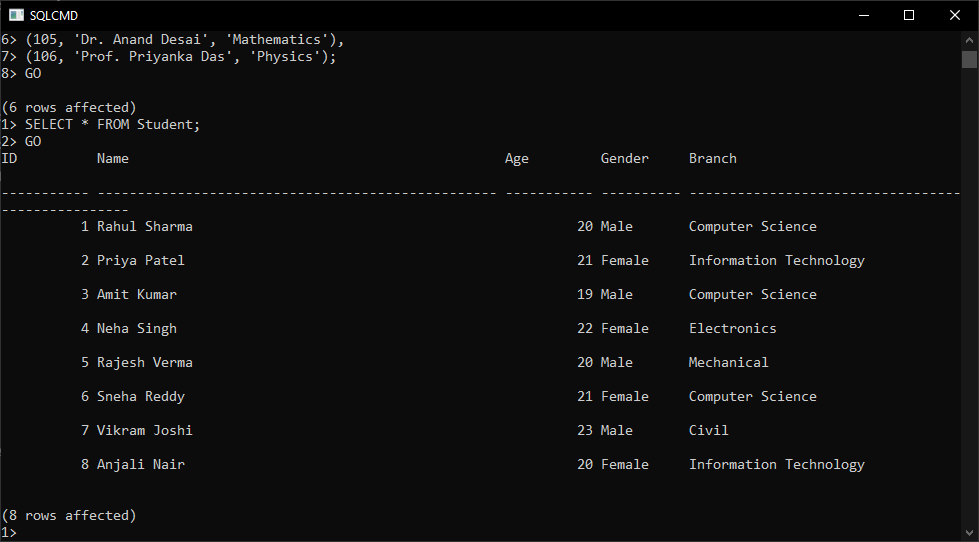 SQLCMD
6> (105, 'Dr. Anand Desai', 'Mathematics'),
7> (106, 'Prof. Priyanka Das', 'Physics');
8> GO
(6 rows affected)
1> SELECT * FROM Student;
2> GO
ID          Name                                               Age         Gender     Branch
----------- -------------------------------------------------- ----------- ---------- ----------------------------------
----------------
          1 Rahul Sharma                                                20 Male       Computer Science
          2 Priya Patel                                                 21 Female     Information Technology
          3 Amit Kumar                                                  19 Male       Computer Science
          4 Neha Singh                                                  22 Female     Electronics
          5 Rajesh Verma                                                20 Male       Mechanical
          6 Sneha Reddy                                                 21 Female     Computer Science
          7 Vikram Joshi                                                23 Male       Civil
          8 Anjali Nair                                                 20 Female     Information Technology
(8 rows affected)
1>